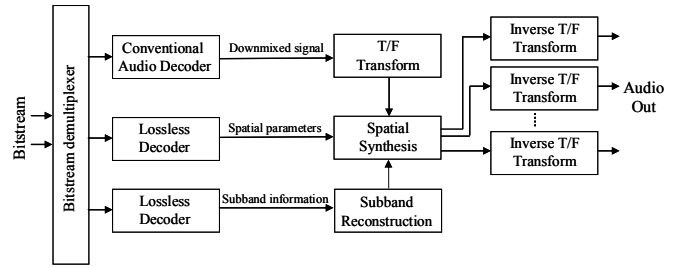 Bitstream
Bitstream demultiplexer
Conventional
Audio Decoder
Downmixed signal
T/F
Transform
Inverse T/F
Transform
Inverse T/F
Transform
Audio
Out
Lossless
Decoder
Spatial parameters
Spatial
Synthesis
Inverse T/F
Transform
Lossless
Decoder
Subband information
Subband
Reconstruction